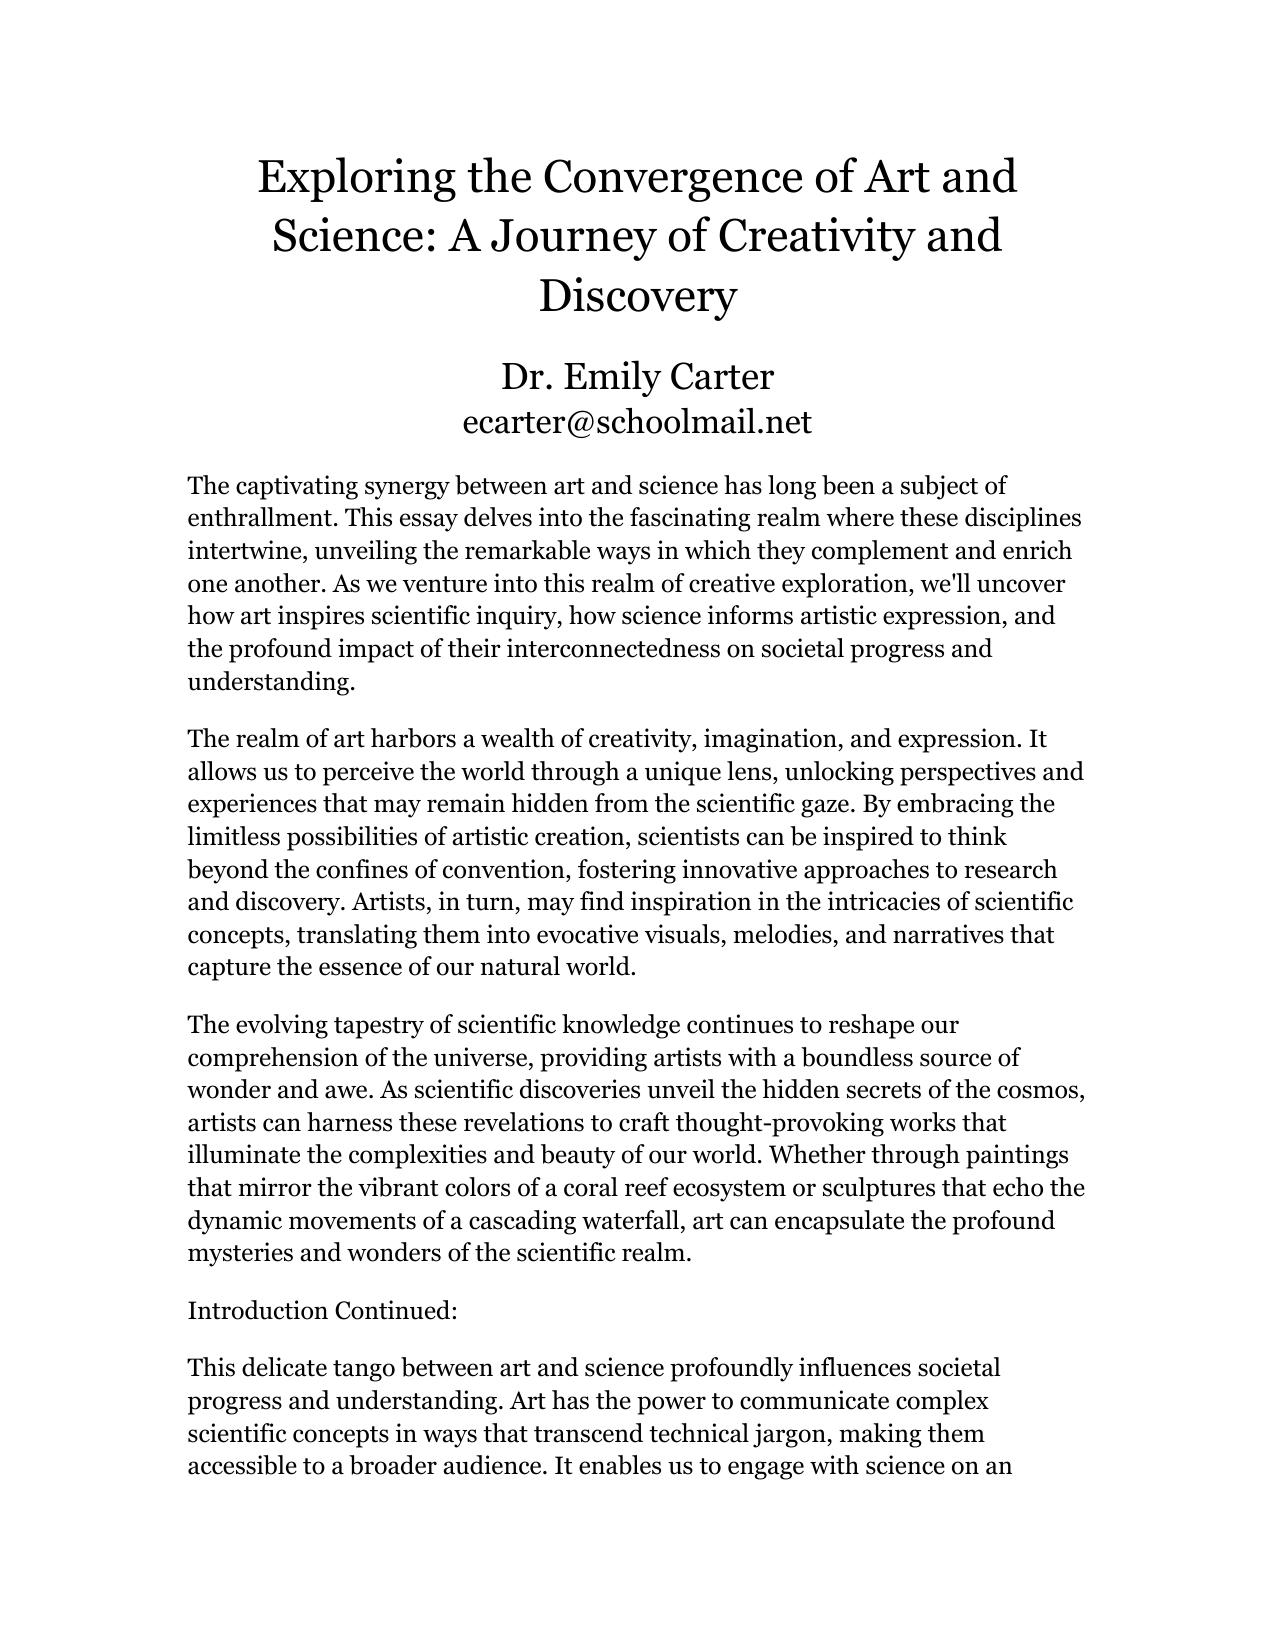 Exploring the Convergence of Art and
Science: A Journey of Creativity and
Discovery
Dr. Emily Carter
ecarter@schoolmail.net
The captivating synergy between art and science has long been a subject of
enthrallment. This essay delves into the fascinating realm where these disciplines
intertwine, unveiling the remarkable ways in which they complement and enrich
one another. As we venture into this realm of creative exploration, we'll uncover
how art inspires scientific inquiry, how science informs artistic expression, and
the profound impact of their interconnectedness on societal progress and
understanding.
The realm of art harbors a wealth of creativity, imagination, and expression. It
allows us to perceive the world through a unique lens, unlocking perspectives and
experiences that may remain hidden from the scientific gaze. By embracing the
limitless possibilities of artistic creation, scientists can be inspired to think
beyond the confines of convention, fostering innovative approaches to research
and discovery. Artists, in turn, may find inspiration in the intricacies of scientific
concepts, translating them into evocative visuals, melodies, and narratives that
capture the essence of our natural world.
The evolving tapestry of scientific knowledge continues to reshape our
comprehension of the universe, providing artists with a boundless source of
wonder and awe. As scientific discoveries unveil the hidden secrets of the cosmos,
artists can harness these revelations to craft thought-provoking works that
illuminate the complexities and beauty of our world. Whether through paintings
that mirror the vibrant colors of a coral reef ecosystem or sculptures that echo the
dynamic movements of a cascading waterfall, art can encapsulate the profound
mysteries and wonders of the scientific realm.
Introduction Continued:
This delicate tango between art and science profoundly influences societal
progress and understanding. Art has the power to communicate complex
scientific concepts in ways that transcend technical jargon, making them
accessible to a broader audience. It enables us to engage with science on an